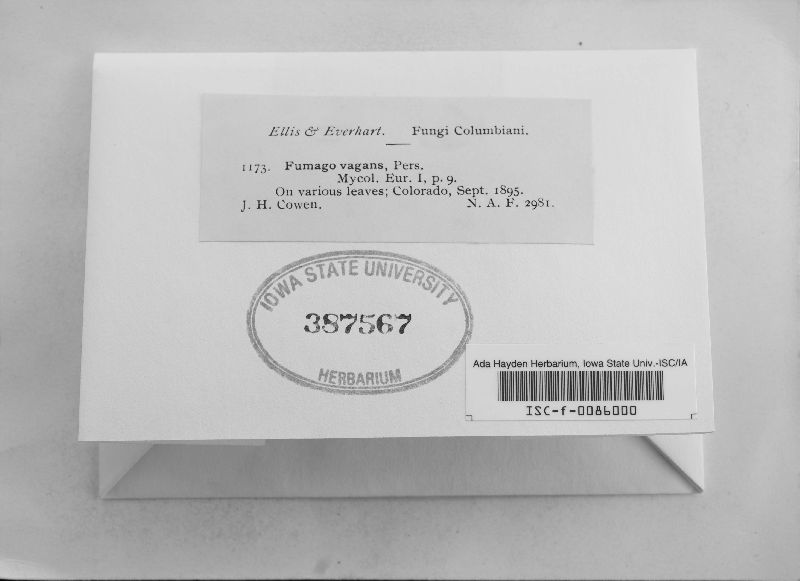 Ellis & Everhart. Fungi Columbiani.
1173. Fumago vagans, Pers.
Mycol. Eur. I, p. 9.
On various leaves; Colorado, Sept. 1895.
J. H. Cowen. N. A. F. 2981.
IOWA STATE UNIVERSITY
387567
HERBARIUM
Ada Hayden Herbarium, Iowa State Univ.-ISC/IA
ISC-f-0086000